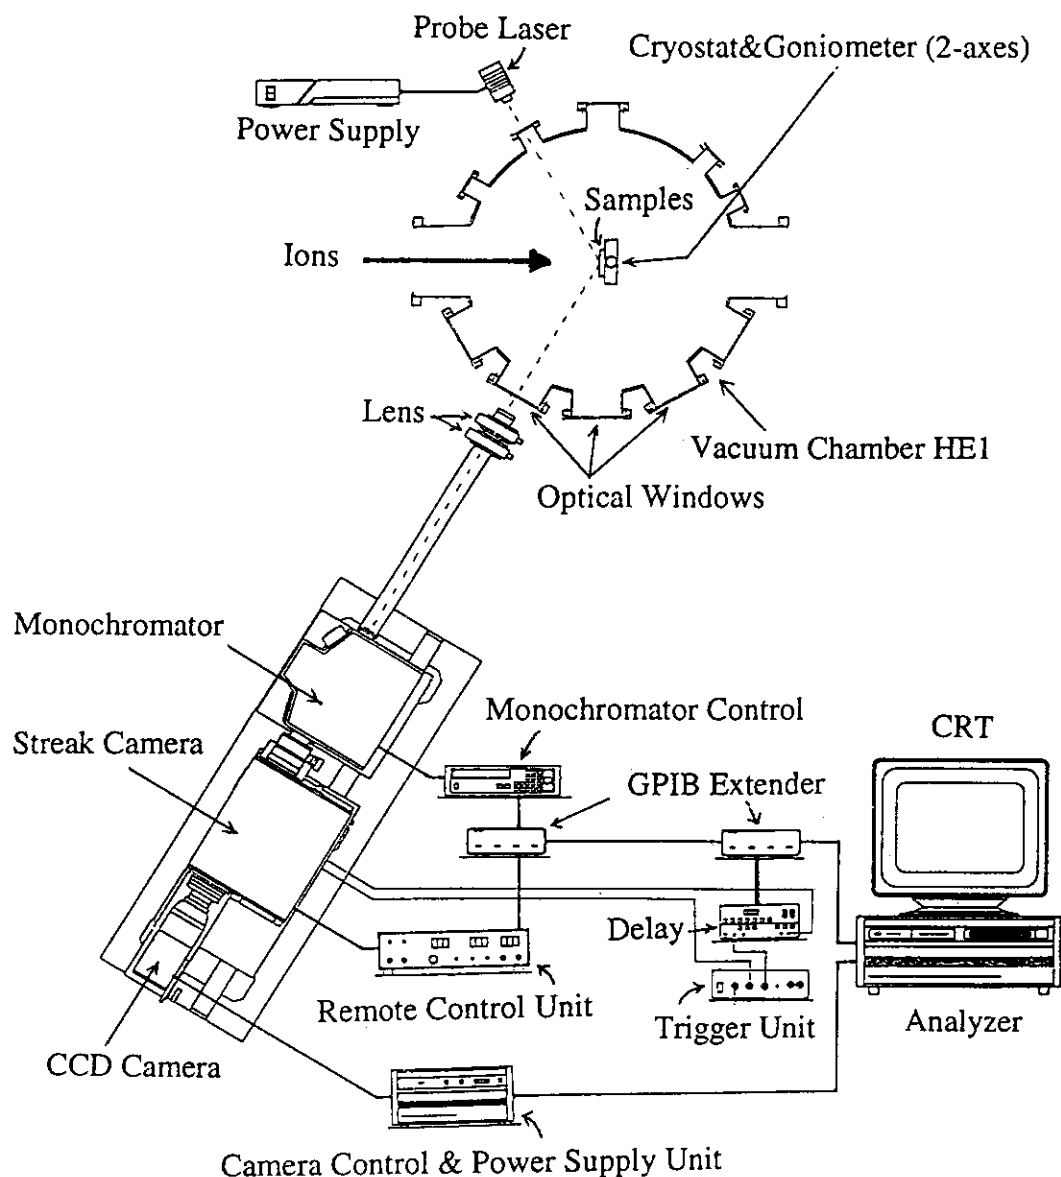 Probe Laser
Cryostat&Goniometer (2-axes)
Power Supply
Samples
Ions
Lens
Vacuum Chamber HE1
Optical Windows
Monochromator
Monochromator Control
Streak Camera
CRT
GPIB Extender
Delay
Remote Control Unit
Trigger Unit
Analyzer
CCD Camera
Camera Control & Power Supply Unit